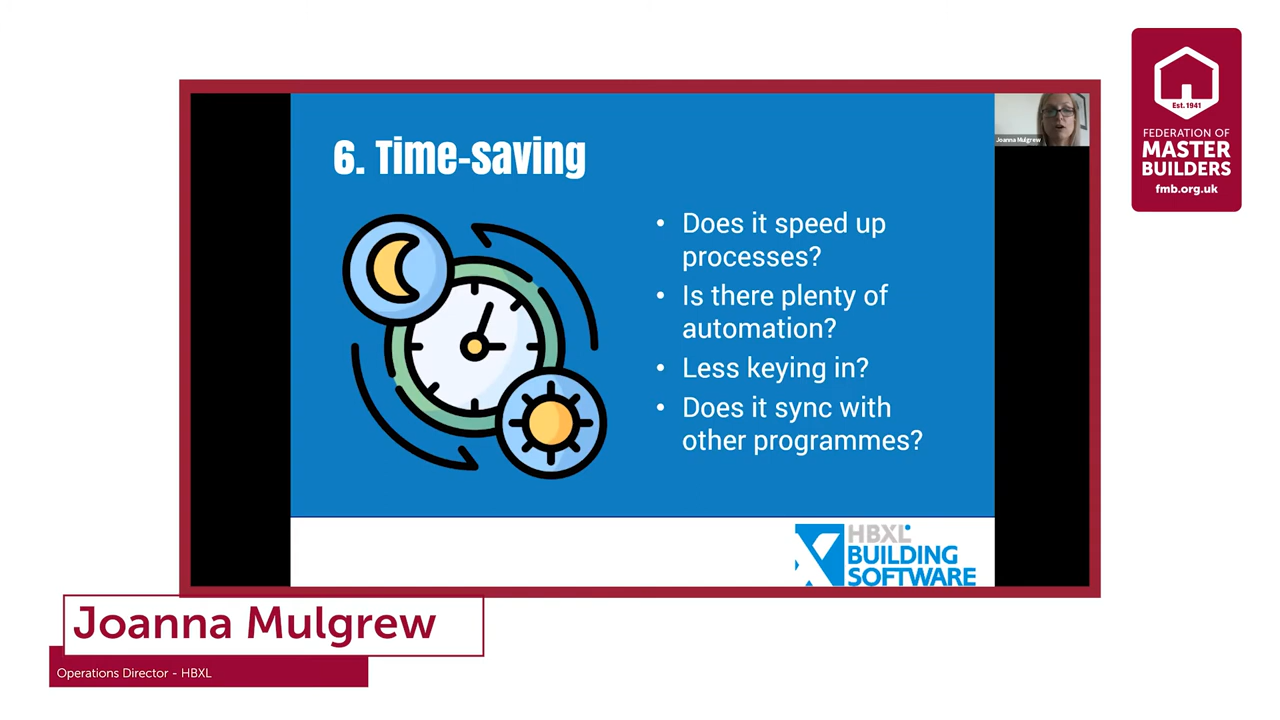 Est. 1941
FEDERATION OF
MASTER
BUILDERS
fmb.org.uk
Joanna Mulgrew
6. Time-saving
• Does it speed up
processes?
• Is there plenty of
automation?
• Less keying in?
• Does it sync with
other programmes?
HBXL
BUILDING
SOFTWARE
Joanna Mulgrew
Operations Director - HBXL